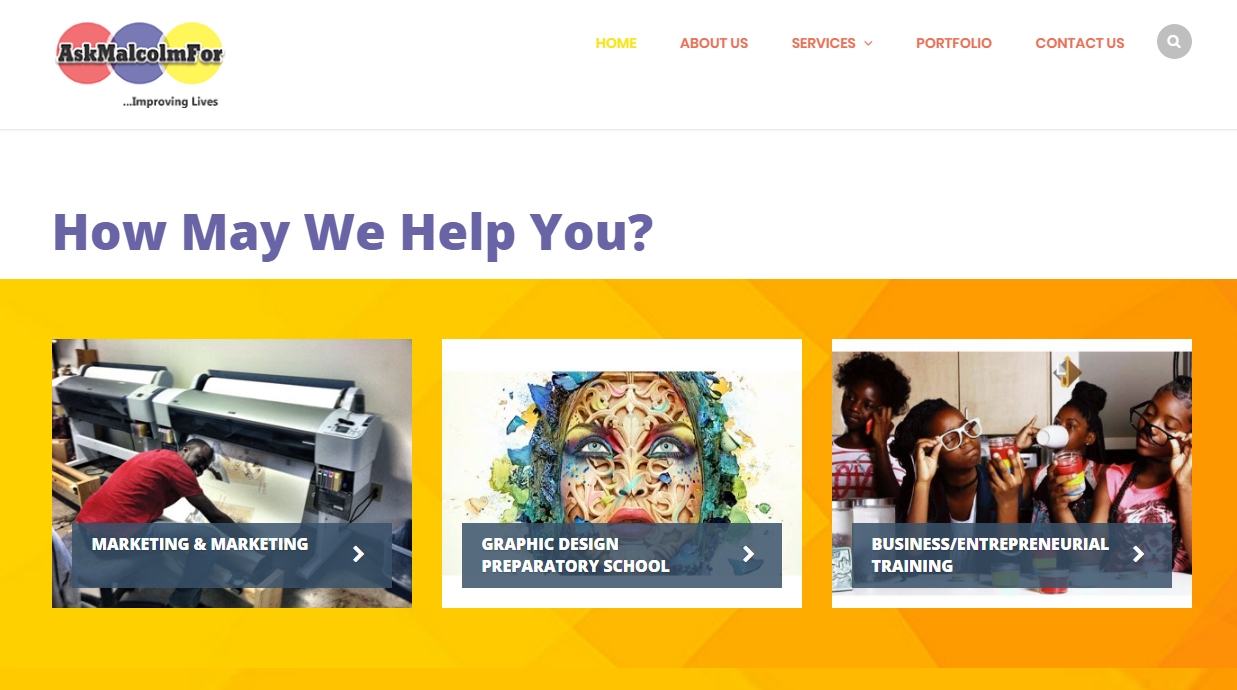 AskMalcolmFor
...Improving Lives
HOME ABOUT US SERVICES PORTFOLIO CONTACT US
How May We Help You?
MARKETING & MARKETING
GRAPHIC DESIGN
PREPARATORY SCHOOL
BUSINESS/ENTREPRENEURIAL
TRAINING